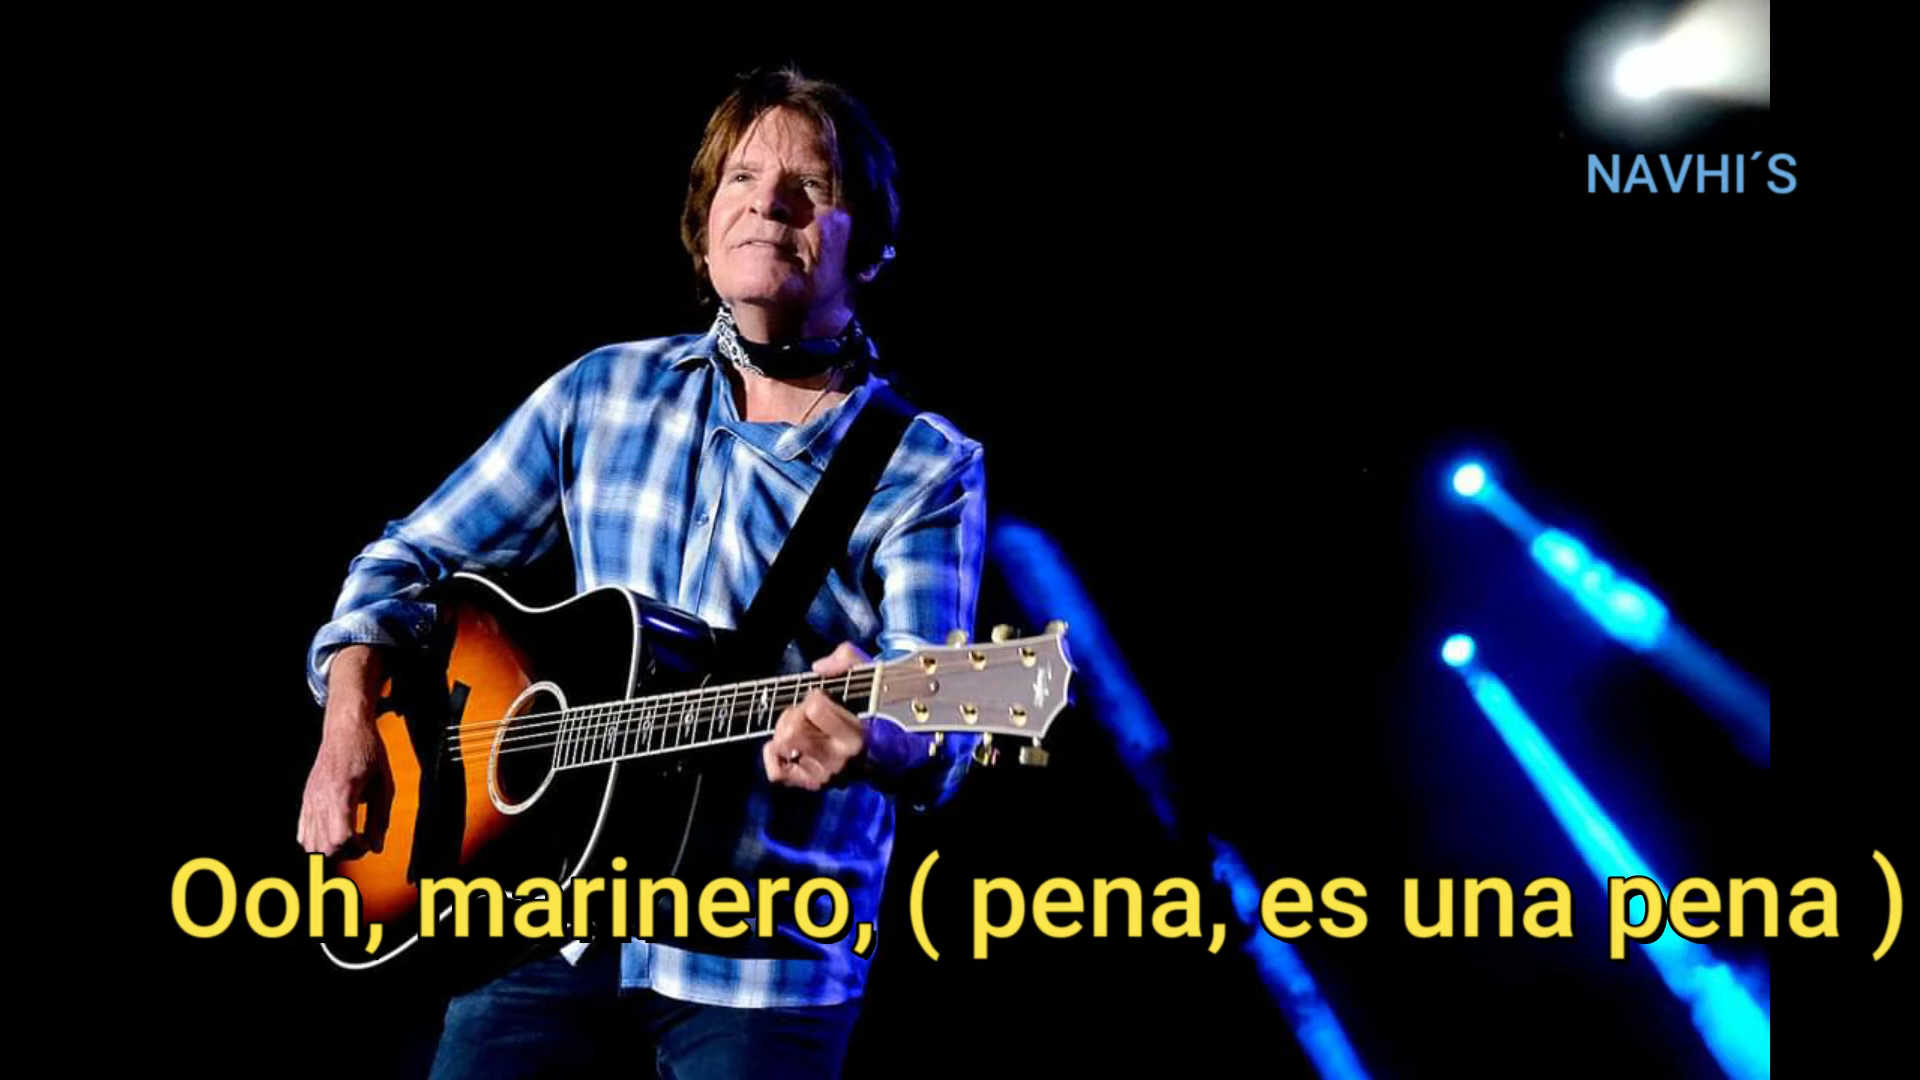 NAVHI´S
Ooh, marinero, ( pena, es una pena )